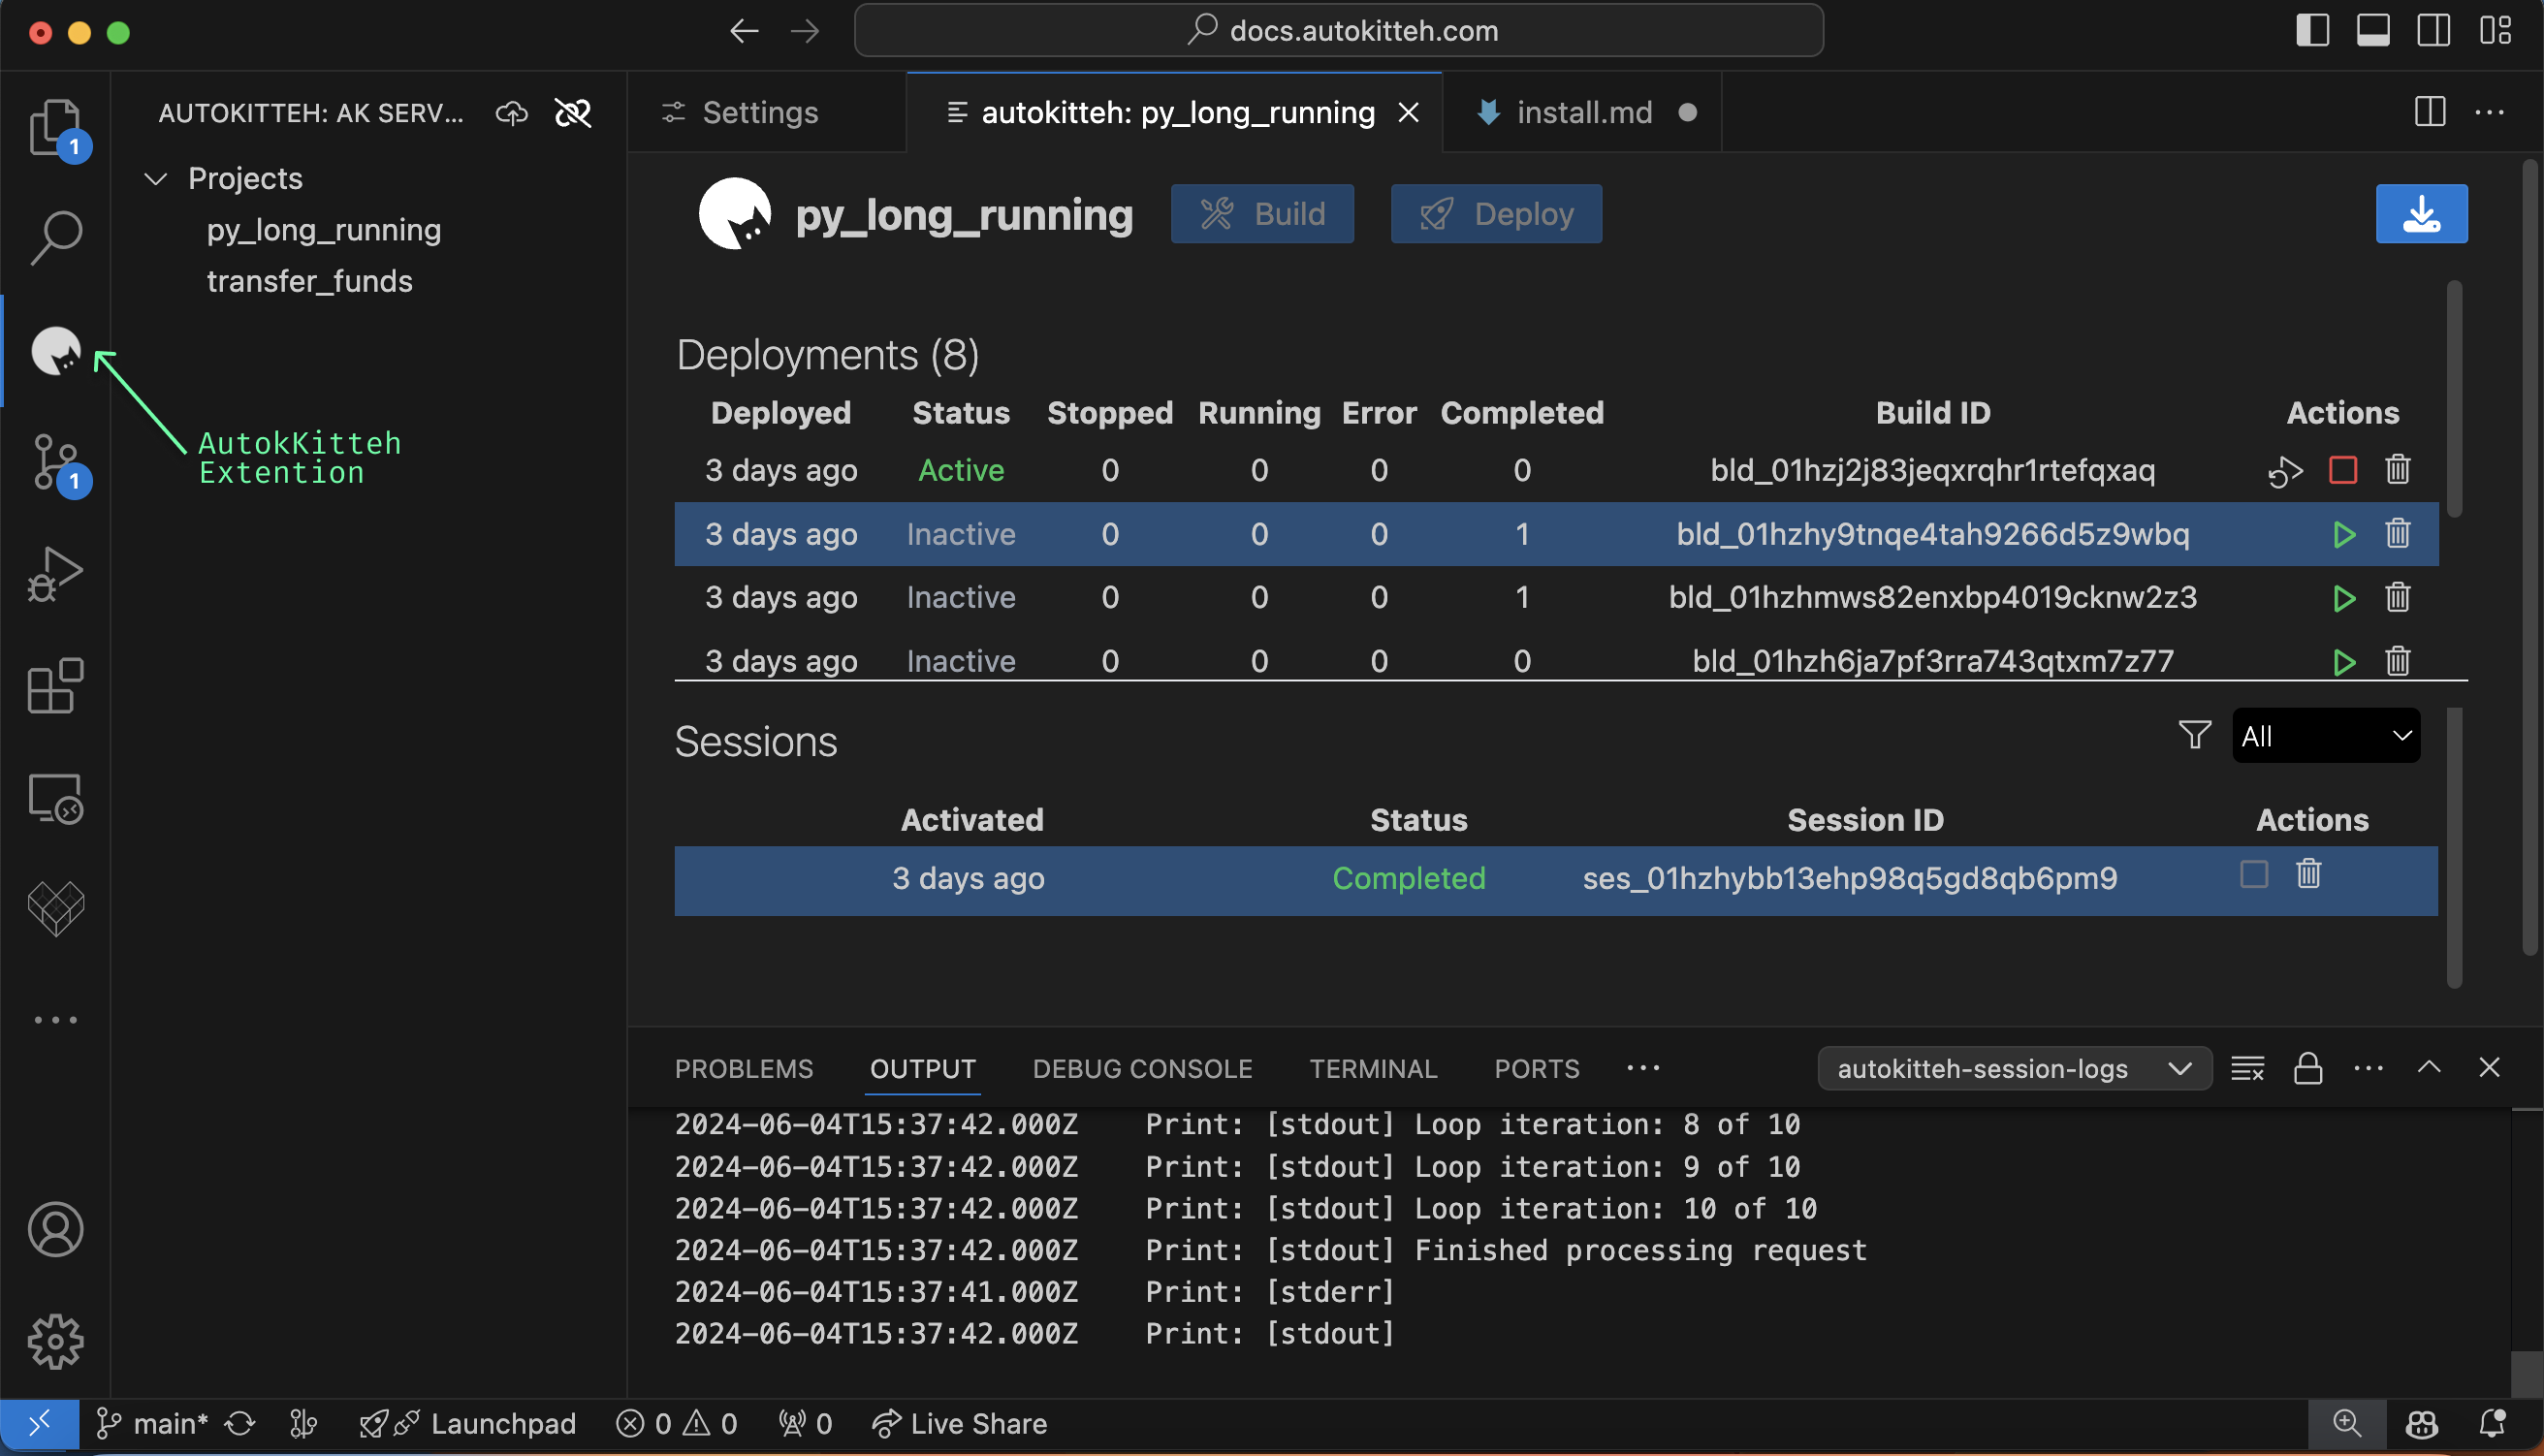 docs.autokitteh.com
AUTOKITTEH: AK SERV...
Settings
autokitteh: py_long_running
install.md
1
Projects
py_long_running
transfer_funds
py_long_running
Build
Deploy
AutokKitteh
Extention
1
Deployments (8)
Deployed Status Stopped Running Error Completed Build ID Actions
3 days ago Active 0 0 0 0 bld_01hzj2j83jeqxrqhr1rtefqxaq
3 days ago Inactive 0 0 0 1 bld_01hzhy9tnqe4tah9266d5z9wbq
3 days ago Inactive 0 0 0 1 bld_01hzhmws82enxbp4019cknw2z3
3 days ago Inactive 0 0 0 0 bld_01hzh6ja7pf3rra743qtxm7z77
Sessions
All
Activated Status Session ID Actions
3 days ago Completed ses_01hzhybb13ehp98q5gd8qb6pm9
PROBLEMS OUTPUT DEBUG CONSOLE TERMINAL PORTS
autokitteh-session-logs
2024-06-04T15:37:42.000Z Print: [stdout] Loop iteration: 8 of 10
2024-06-04T15:37:42.000Z Print: [stdout] Loop iteration: 9 of 10
2024-06-04T15:37:42.000Z Print: [stdout] Loop iteration: 10 of 10
2024-06-04T15:37:42.000Z Print: [stdout] Finished processing request
2024-06-04T15:37:41.000Z Print: [stderr]
2024-06-04T15:37:42.000Z Print: [stdout]
main* Launchpad 0 0 0 Live Share